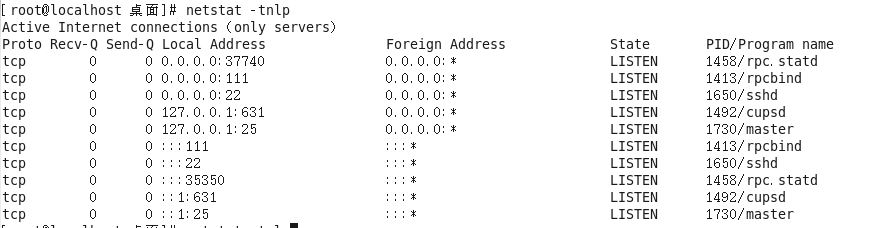 [root@localhost 桌面]# netstat -tnlp
Active Internet connections (only servers)
Proto Recv-Q Send-Q Local Address               Foreign Address             State       PID/Program name
tcp        0      0 0.0.0.0:37740               0.0.0.0:*                   LISTEN      1458/rpc.statd
tcp        0      0 0.0.0.0:111                 0.0.0.0:*                   LISTEN      1413/rpcbind
tcp        0      0 0.0.0.0:22                  0.0.0.0:*                   LISTEN      1650/sshd
tcp        0      0 127.0.0.1:631               0.0.0.0:*                   LISTEN      1492/cupsd
tcp        0      0 127.0.0.1:25                0.0.0.0:*                   LISTEN      1730/master
tcp        0      0 :::111                      :::*                        LISTEN      1413/rpcbind
tcp        0      0 :::22                       :::*                        LISTEN      1650/sshd
tcp        0      0 :::35350                    :::*                        LISTEN      1458/rpc.statd
tcp        0      0 ::1:631                     :::*                        LISTEN      1492/cupsd
tcp        0      0 ::1:25                      :::*                        LISTEN      1730/master
[root@localhost 桌面]#